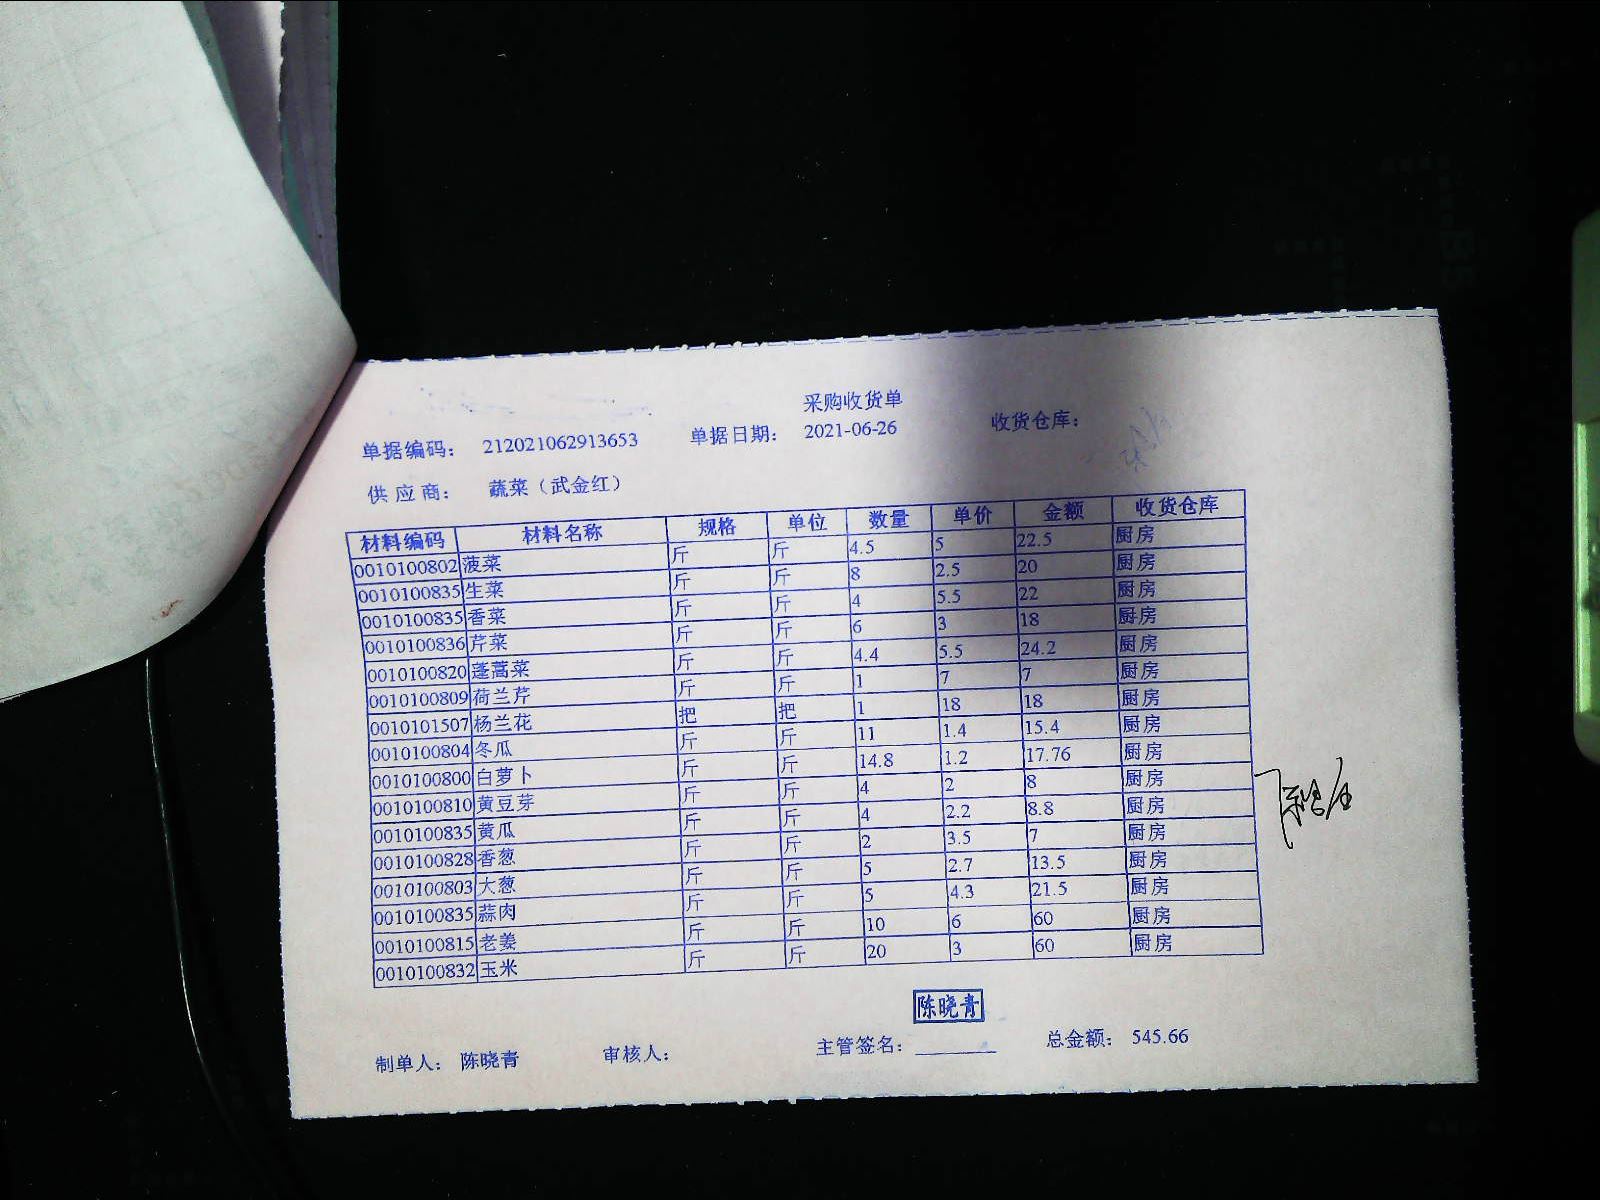 采购收货单
单据编码： 212021062913653 单据日期： 2021-06-26 收货仓库：
供应商： 蔬菜（武金红）
材料编码 材料名称 规格 单位 数量 单价 金额 收货仓库
0010100802 菠菜 斤 斤 4.5 5 22.5 厨房
0010100835 生菜 斤 斤 8 2.5 20 厨房
0010100835 香菜 斤 斤 4 5.5 22 厨房
0010100836 芹菜 斤 斤 6 3 18 厨房
0010100820 蓬蒿菜 斤 斤 4.4 5.5 24.2 厨房
0010100809 荷兰芹 斤 斤 1 7 7 厨房
0010101507 杨兰花 把 把 1 18 18 厨房
0010100804 冬瓜 斤 斤 11 1.4 15.4 厨房
0010100800 白萝卜 斤 斤 14.8 1.2 17.76 厨房
0010100810 黄豆芽 斤 斤 4 2 8 厨房
0010100835 黄瓜 斤 斤 4 2.2 8.8 厨房
0010100828 香葱 斤 斤 2 3.5 7 厨房
0010100803 大葱 斤 斤 5 2.7 13.5 厨房
0010100835 蒜肉 斤 斤 5 4.3 21.5 厨房
0010100815 老姜 斤 斤 10 6 60 厨房
0010100832 玉米 斤 斤 20 3 60 厨房
陈晓青
制单人： 陈晓青 审核人： 主管签名： 总金额： 545.66